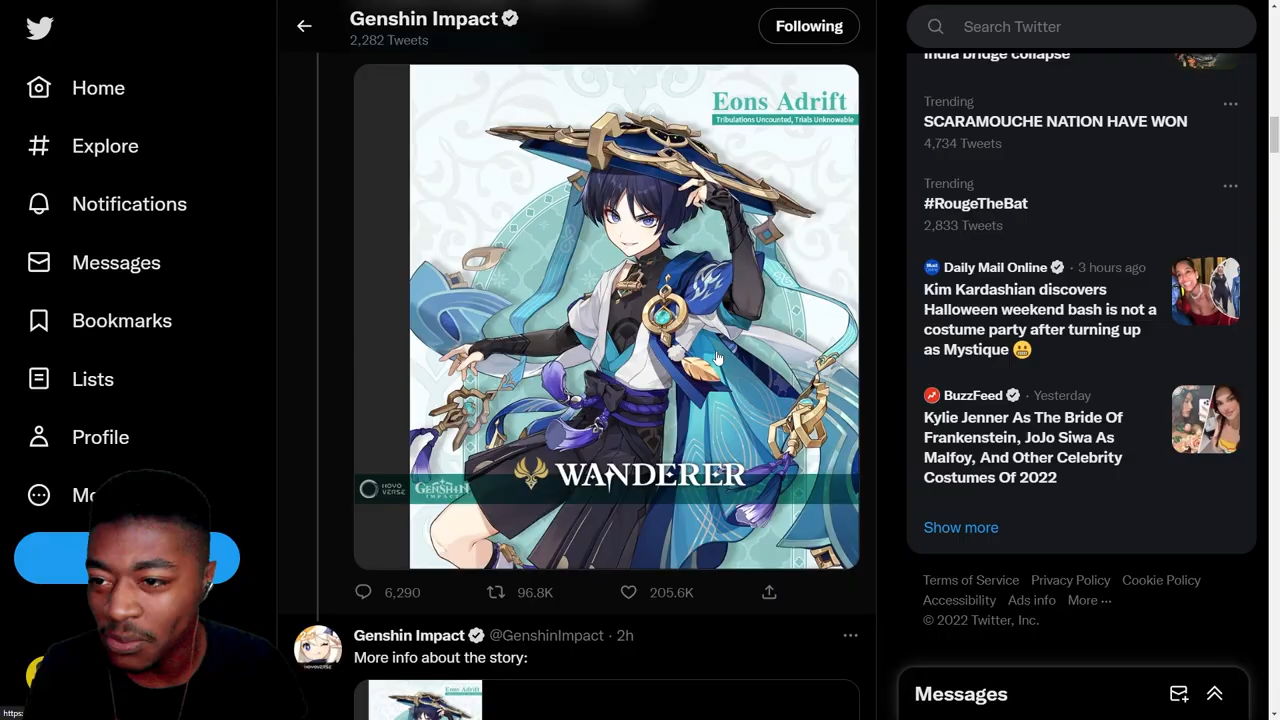 Home
Explore
Notifications
Messages
Bookmarks
Lists
Profile
Mo
https:
Genshin Impact
2,282 Tweets
Following
Eons Adrift
Tribulations Uncounted, Trials Unknowable
WANDERER
HOYOVERSE
GENSHIN IMPACT
6,290
96.8K
205.6K
Genshin Impact @GenshinImpact · 2h
More info about the story:
Eons Adrift
Search Twitter
India bridge collapse
Trending
SCARAMOUCHE NATION HAVE WON
4,734 Tweets
Trending
#RougeTheBat
2,833 Tweets
Daily Mail Online · 3 hours ago
Kim Kardashian discovers
Halloween weekend bash is not a
costume party after turning up
as Mystique 😬
BuzzFeed · Yesterday
Kylie Jenner As The Bride Of
Frankenstein, JoJo Siwa As
Malfoy, And Other Celebrity
Costumes Of 2022
Show more
Terms of Service Privacy Policy Cookie Policy
Accessibility Ads info More ···
© 2022 Twitter, Inc.
Messages